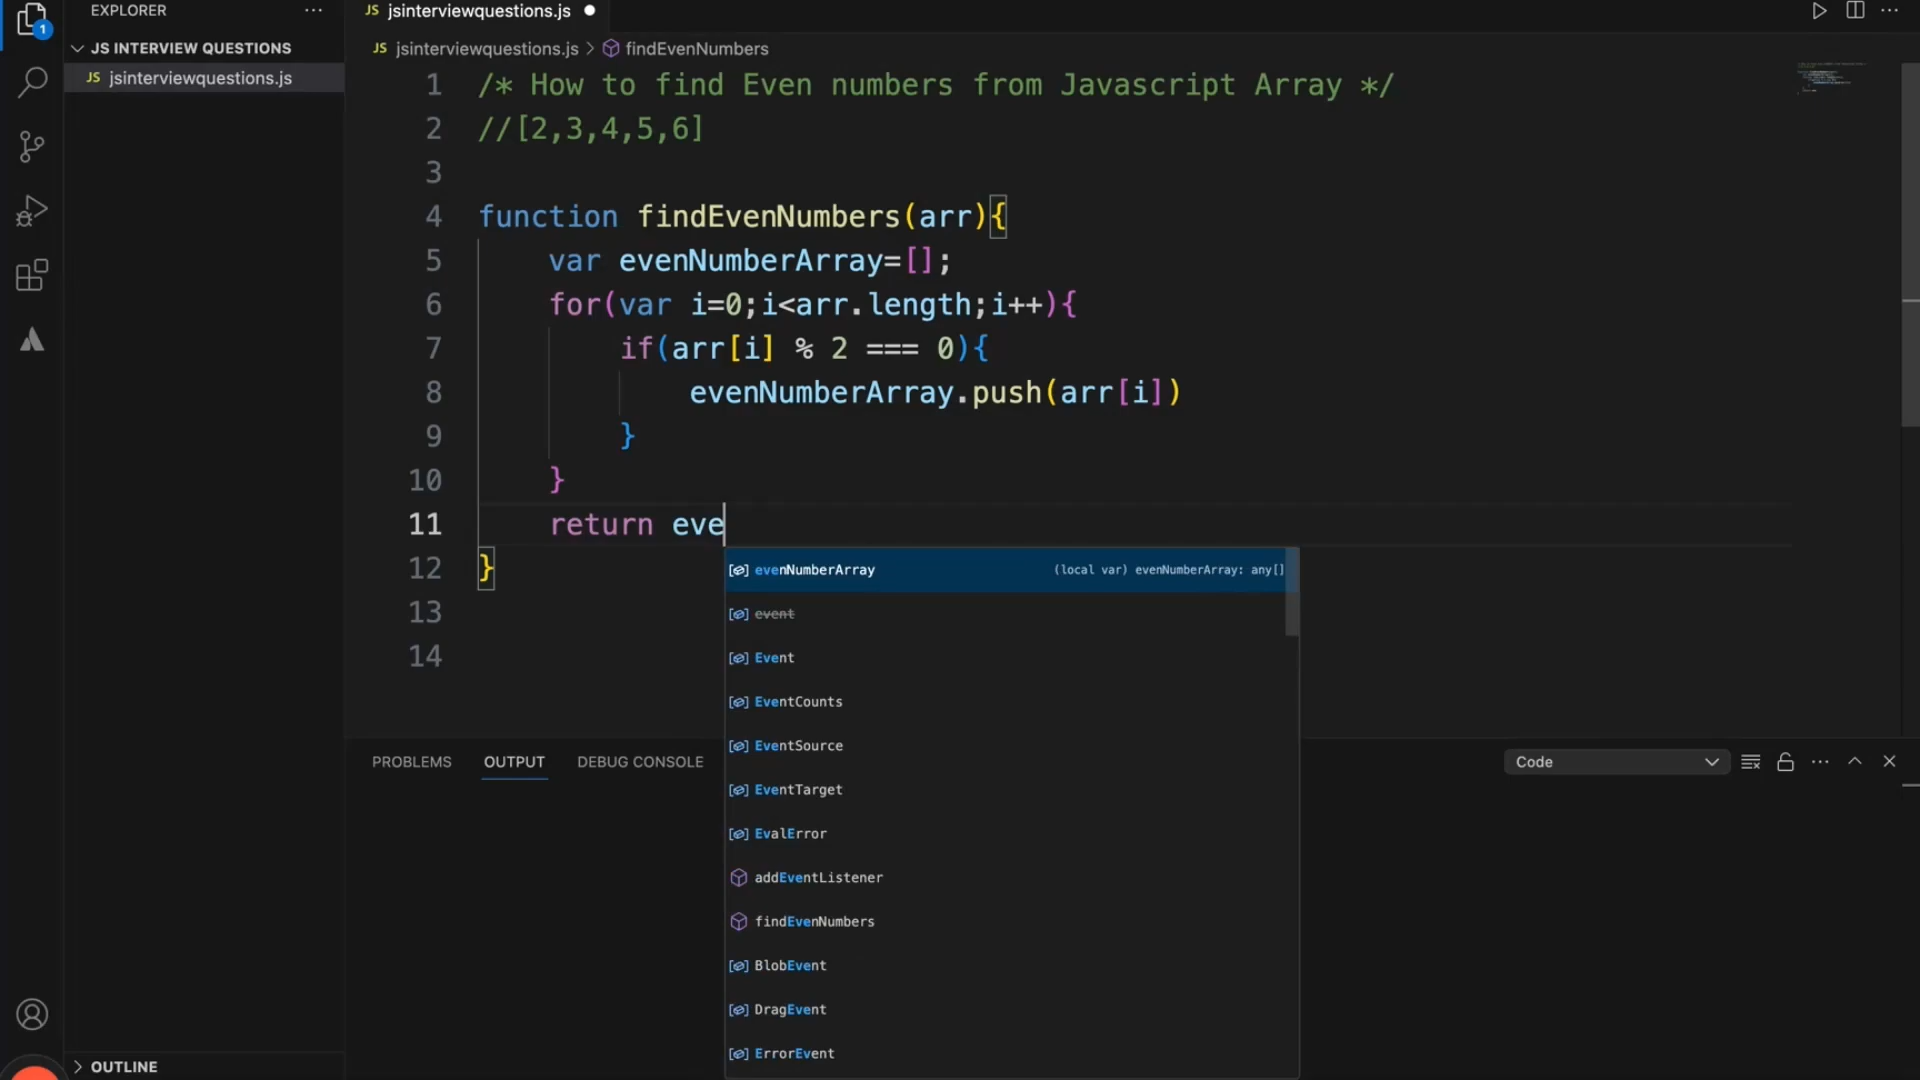 EXPLORER
JS jsinterviewquestions.js
1
JS INTERVIEW QUESTIONS
JS jsinterviewquestions.js > findEvenNumbers
JS jsinterviewquestions.js
1 /* How to find Even numbers from Javascript Array */
2 //[2,3,4,5,6]
3
4 function findEvenNumbers(arr){
5 var evenNumberArray=[];
6 for(var i=0;i<arr.length;i++){
7 if(arr[i] % 2 === 0){
8 evenNumberArray.push(arr[i])
9 }
10 }
11 return eve
12 }
13
14
evenNumberArray (local var) evenNumberArray: any[]
event
Event
EventCounts
EventSource
EventTarget
EvalError
addEventListener
findEvenNumbers
BlobEvent
DragEvent
ErrorEvent
PROBLEMS OUTPUT DEBUG CONSOLE
Code
OUTLINE